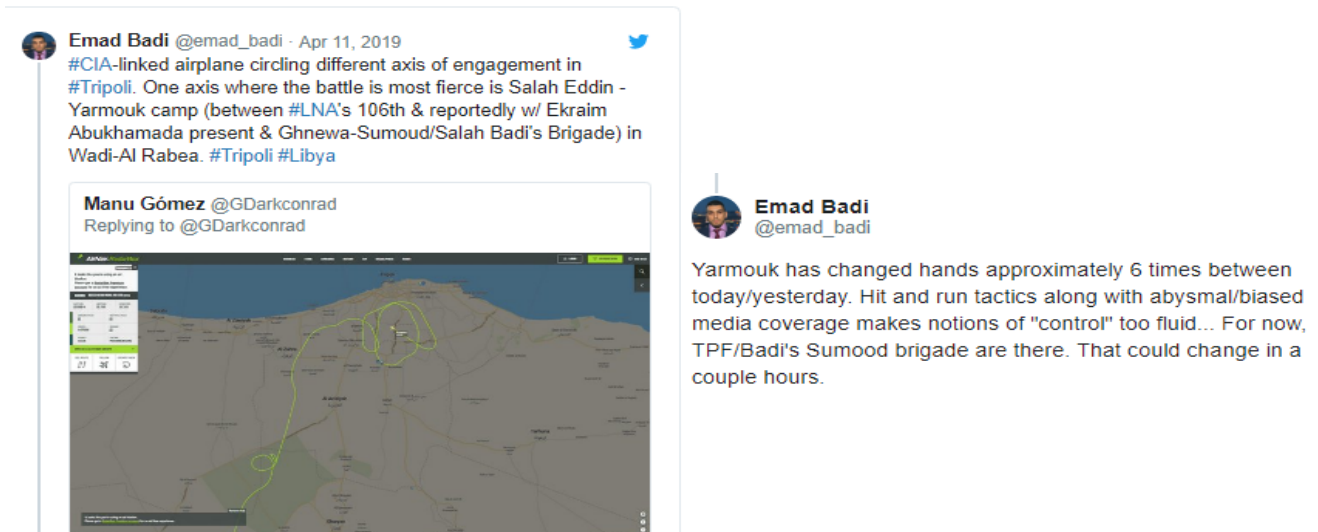 Emad Badi @emad_badi · Apr 11, 2019
#CIA-linked airplane circling different axis of engagement in
#Tripoli. One axis where the battle is most fierce is Salah Eddin -
Yarmouk camp (between #LNA's 106th & reportedly w/ Ekraim
Abukhamada present & Ghnewa-Sumoud/Salah Badi's Brigade) in
Wadi-Al Rabea. #Tripoli #Libya
Manu Gómez @GDarkconrad
Replying to @GDarkconrad
Emad Badi
@emad_badi
Yarmouk has changed hands approximately 6 times between
today/yesterday. Hit and run tactics along with abysmal/biased
media coverage makes notions of "control" too fluid... For now,
TPF/Badi's Sumood brigade are there. That could change in a
couple hours.